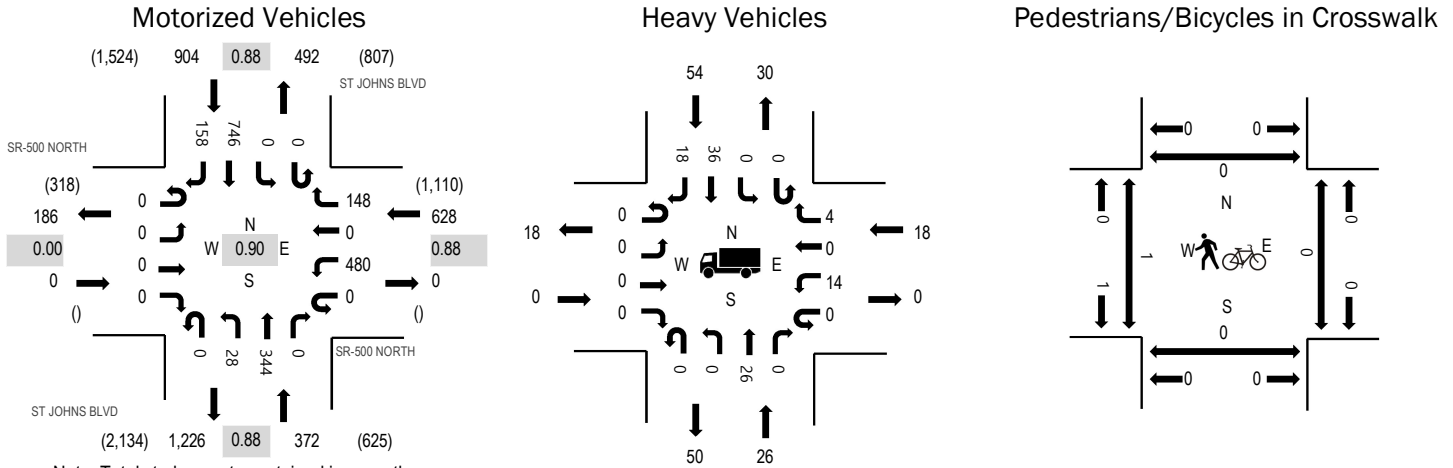 Motorized Vehicles
(1,524) 904 0.88 492 (807)
ST JOHNS BLVD
158 746 0 0
SR-500 NORTH
(318) 0 148 (1,110)
186 0 N 0 628
0.00 W 0.90 E 0.88
0 0 S 480 0
() 0 0 ()
0 28 344 0
SR-500 NORTH
ST JOHNS BLVD
(2,134) 1,226 0.88 372 (625)
Heavy Vehicles
54 30
18 36 0 0
0 4
18 0 N 0 18
W E
0 0 S 14 0
0 0
0 0 26 0
50 26
Pedestrians/Bicycles in Crosswalk
0 0
0
0 N 0
1 W E 0
1 S 0
0
0 0